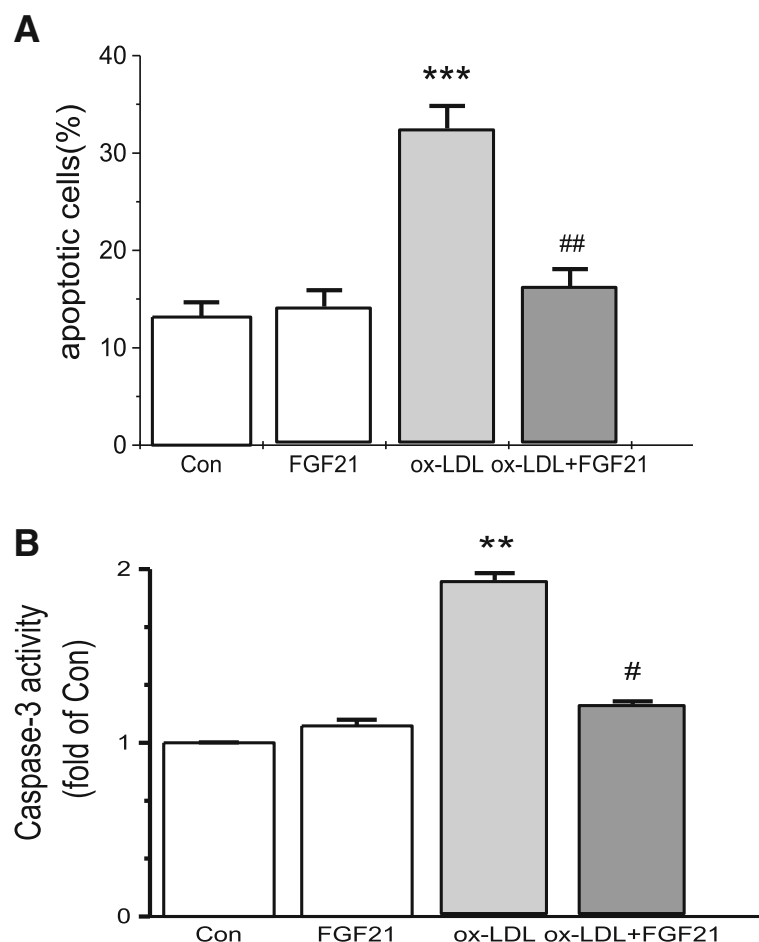 A
apoptotic cells(%)
40
30
20
10
0
***
##
Con FGF21 ox-LDL ox-LDL+FGF21
B
Caspase-3 activity
(fold of Con)
2
1
0
**
#
Con FGF21 ox-LDL ox-LDL+FGF21